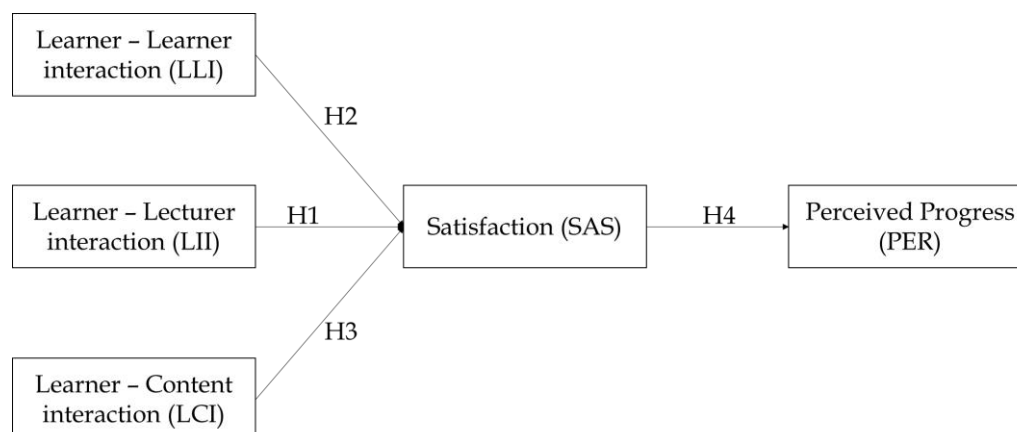 Learner – Learner
interaction (LLI)
H2
Learner – Lecturer
interaction (LII)
H1
Satisfaction (SAS)
H4
Perceived Progress
(PER)
H3
Learner – Content
interaction (LCI)